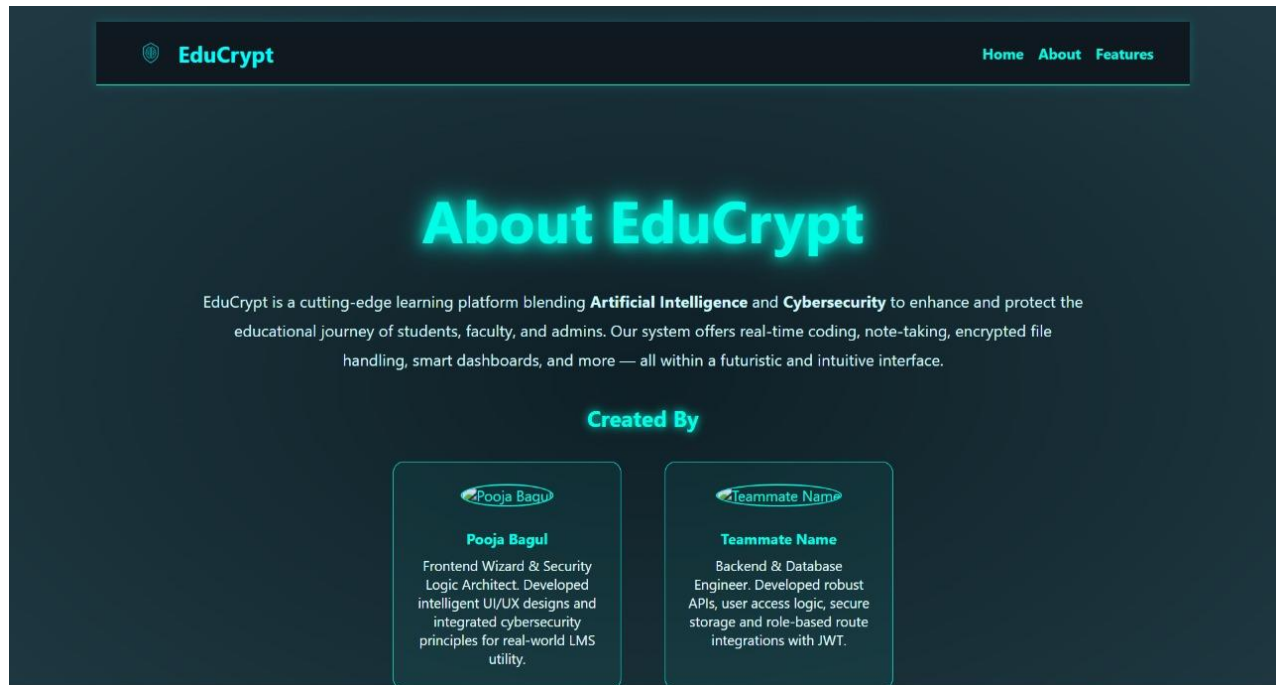 EduCrypt
Home About Features
About EduCrypt
EduCrypt is a cutting-edge learning platform blending Artificial Intelligence and Cybersecurity to enhance and protect the
educational journey of students, faculty, and admins. Our system offers real-time coding, note-taking, encrypted file
handling, smart dashboards, and more — all within a futuristic and intuitive interface.
Created By
Pooja Bagul
Pooja Bagul
Frontend Wizard & Security
Logic Architect. Developed
intelligent UI/UX designs and
integrated cybersecurity
principles for real-world LMS
utility.
Teammate Name
Teammate Name
Backend & Database
Engineer. Developed robust
APIs, user access logic, secure
storage and role-based route
integrations with JWT.